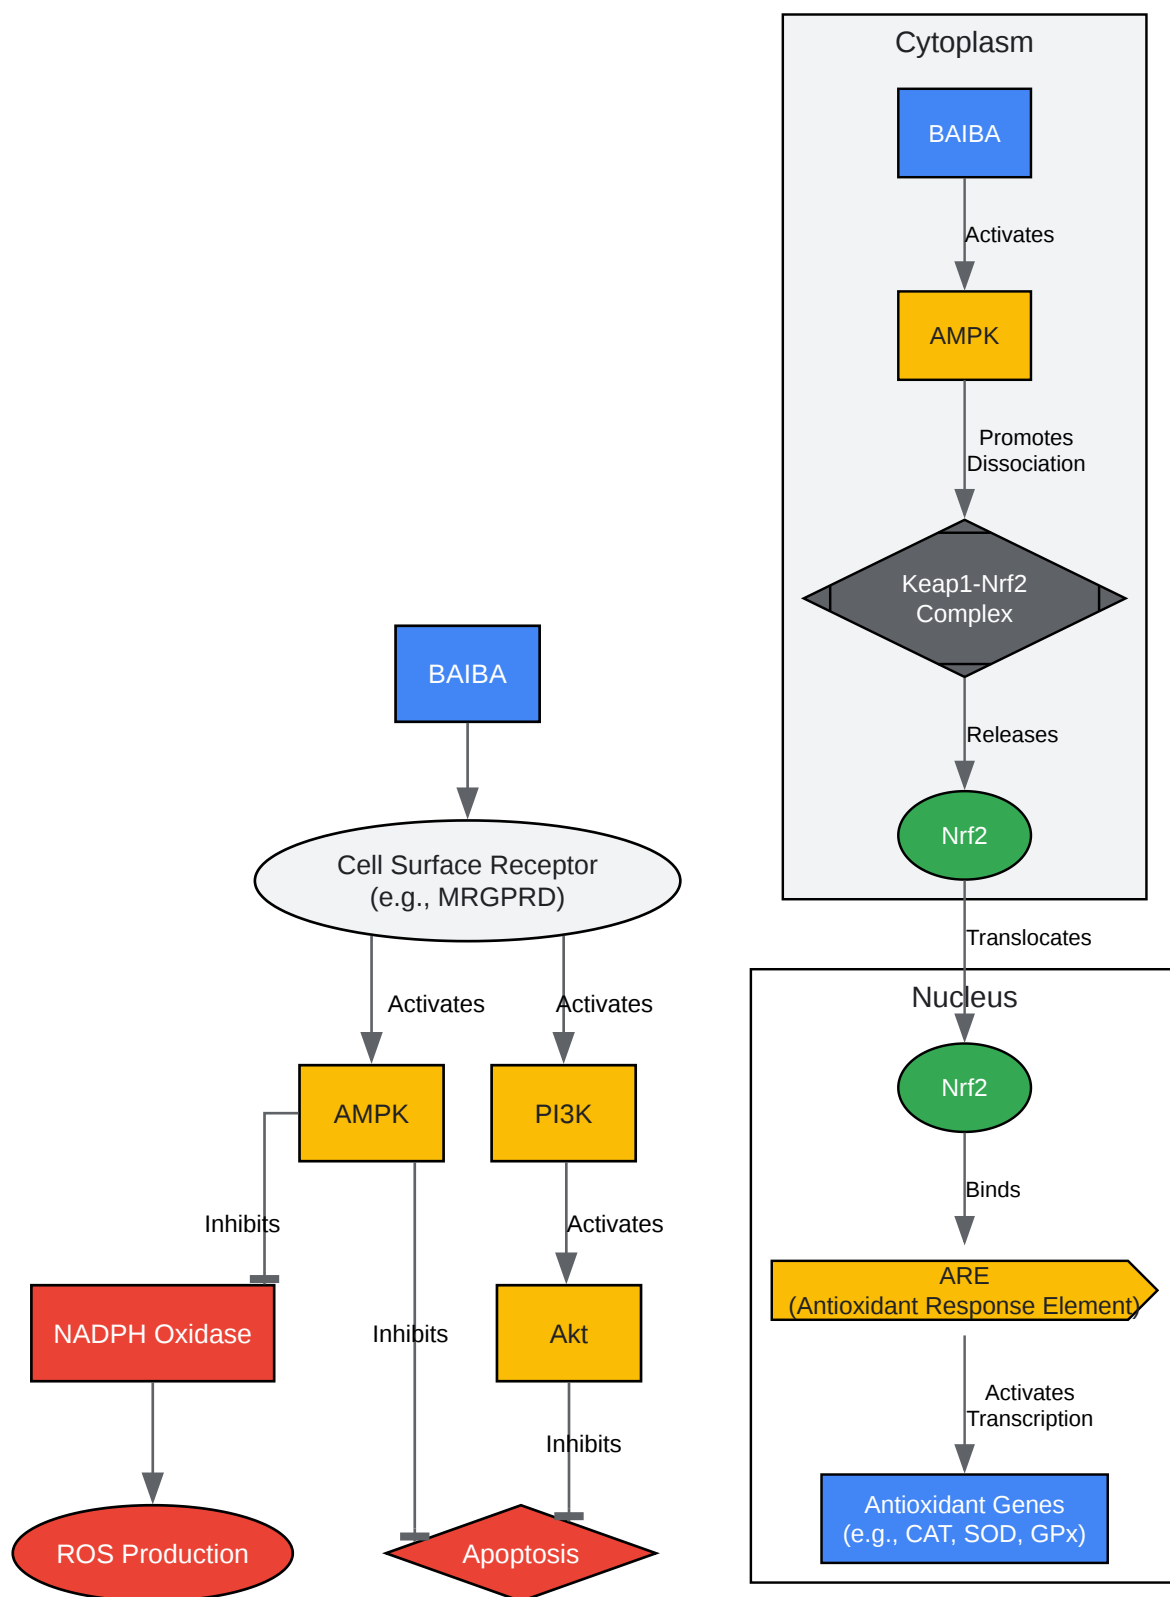 Cytoplasm
BAIBA
Activates
AMPK
Promotes
Dissociation
Keap1-Nrf2
Complex
Releases
Nrf2
Translocates
Nucleus
Nrf2
Binds
ARE
(Antioxidant Response Element)
Activates
Transcription
Antioxidant Genes
(e.g., CAT, SOD, GPx)
BAIBA
Cell Surface Receptor
(e.g., MRGPRD)
Activates
Activates
AMPK
PI3K
Inhibits
Activates
NADPH Oxidase
Inhibits
Akt
Inhibits
ROS Production
Apoptosis